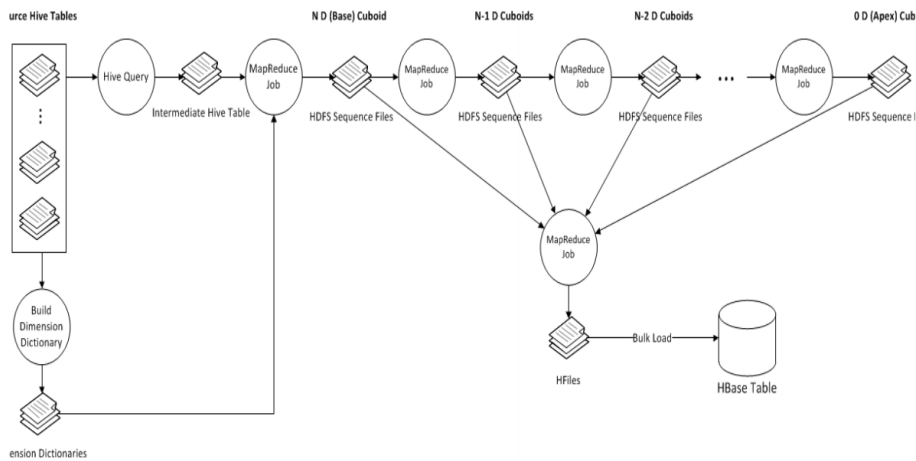 urce Hive Tables
N D (Base) Cuboid
N-1 D Cuboids
N-2 D Cuboids
0 D (Apex) Cub
Hive Query
Intermediate Hive Table
MapReduce
Job
HDFS Sequence Files
MapReduce
Job
HDFS Sequence Files
MapReduce
Job
HDFS Sequence Files
...
MapReduce
Job
HDFS Sequence
MapReduce
Job
Build
Dimension
Dictionary
HFiles
Bulk Load
HBase Table
ension Dictionaries